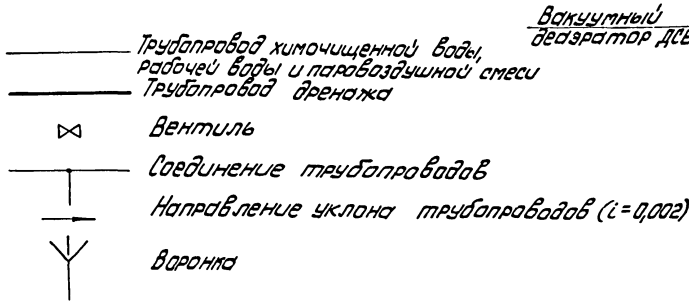 Вакуумный
деаэратор ДСВ
Трубопровод химочищенной воды,
рабочей воды и паровоздушной смеси
Трубопровод дренажа
Вентиль
Соединение трубопроводов
Направление уклона трубопроводов (i=0,002)
Воронка